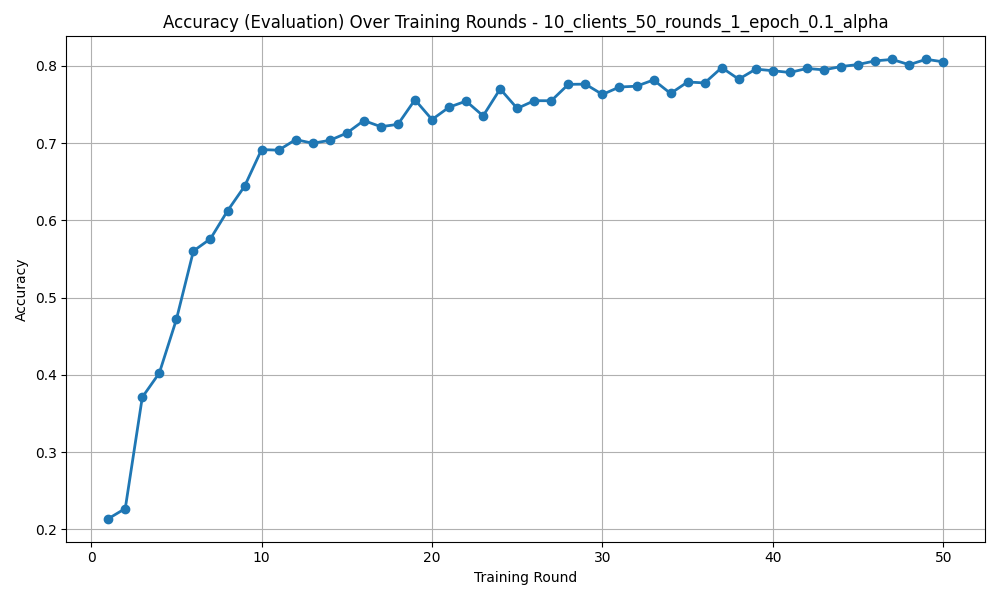 Accuracy (Evaluation) Over Training Rounds - 10_clients_50_rounds_1_epoch_0.1_alpha
0.8
0.7
0.6
0.5
0.4
0.3
0.2
Accuracy
0 10 20 30 40 50
Training Round